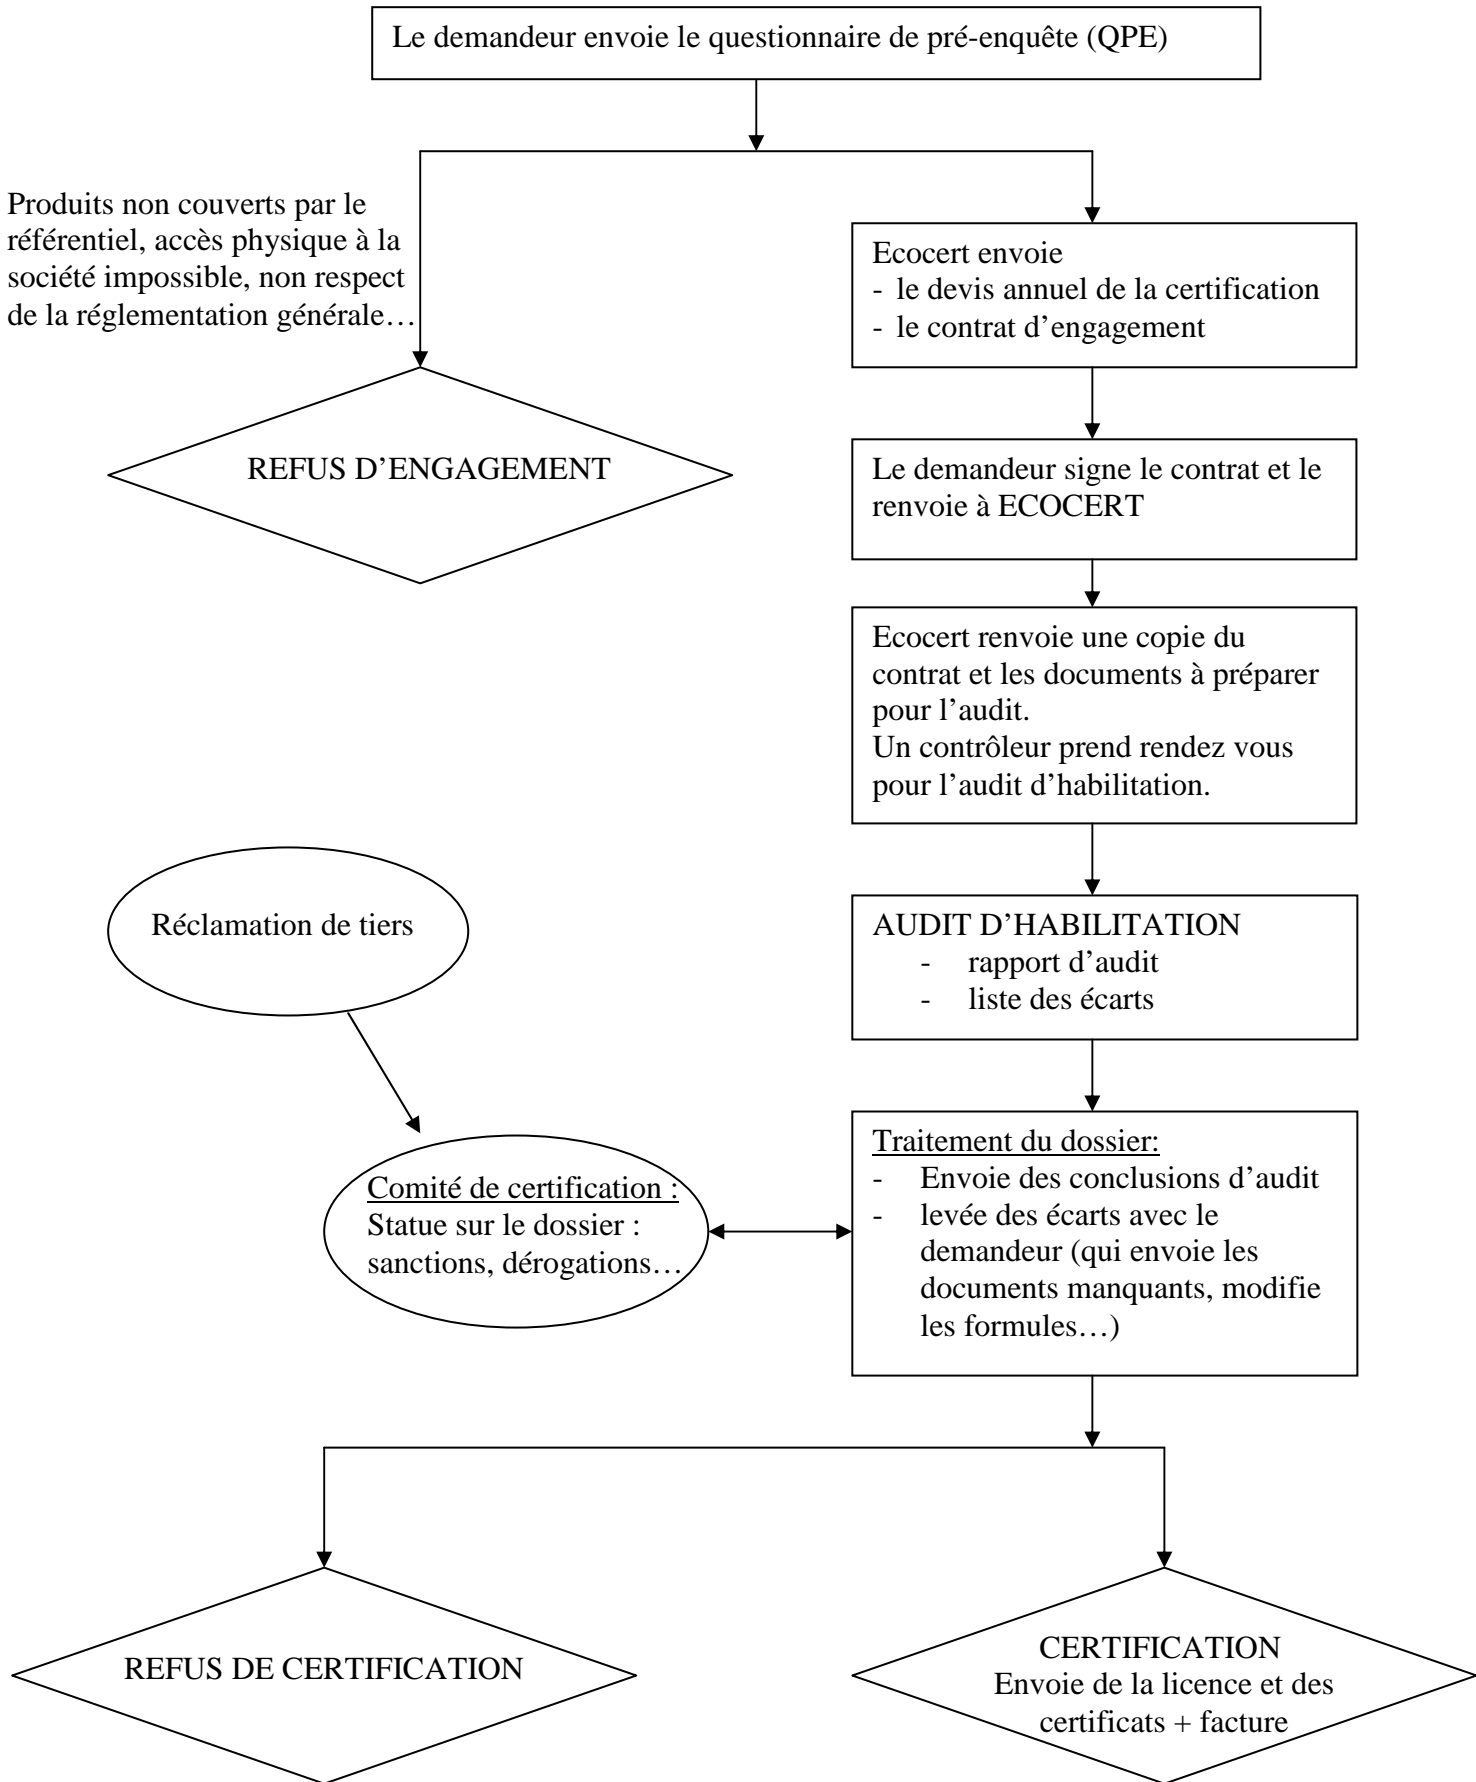 Le demandeur envoie le questionnaire de pré-enquête (QPE)
Produits non couverts par le
référentiel, accès physique à la
société impossible, non respect
de la réglementation générale…
Ecocert envoie
- le devis annuel de la certification
- le contrat d’engagement
REFUS D’ENGAGEMENT
Le demandeur signe le contrat et le
renvoie à ECOCERT
Ecocert renvoie une copie du
contrat et les documents à préparer
pour l’audit.
Un contrôleur prend rendez vous
pour l’audit d’habilitation.
Réclamation de tiers
AUDIT D’HABILITATION
- rapport d’audit
- liste des écarts
Comité de certification :
Statue sur le dossier :
sanctions, dérogations…
Traitement du dossier:
- Envoie des conclusions d’audit
- levée des écarts avec le
demandeur (qui envoie les
documents manquants, modifie
les formules…)
REFUS DE CERTIFICATION
CERTIFICATION
Envoie de la licence et des
certificats + facture